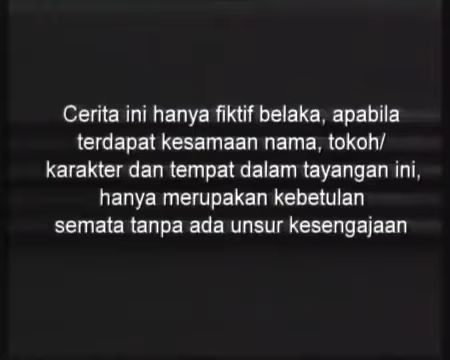 Cerita ini hanya fiktif belaka, apabila
terdapat kesamaan nama, tokoh/
karakter dan tempat dalam tayangan ini,
hanya merupakan kebetulan
semata tanpa ada unsur kesengajaan